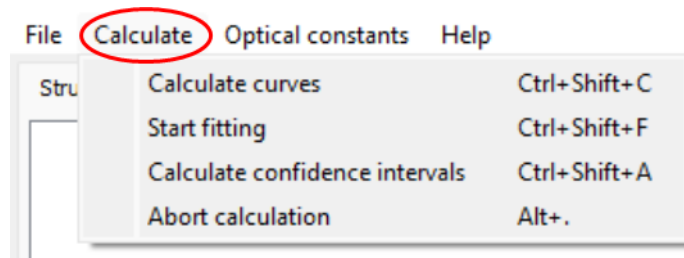 File Calculate Optical constants Help
Stru
Calculate curves Ctrl+Shift+C
Start fitting Ctrl+Shift+F
Calculate confidence intervals Ctrl+Shift+A
Abort calculation Alt+.